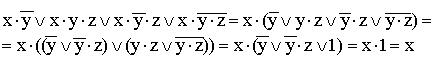 x·y̅ ∨ x·y·z ∨ x·y̅·z ∨ x·y̅·̅z̅ = x·(y̅ ∨ y·z ∨ y̅·z ∨ y̅·̅z̅) =
= x·((y̅ ∨ y̅·z) ∨ (y·z ∨ y̅·̅z̅)) = x·(y̅ ∨ y̅·z ∨1) = x·1 = x